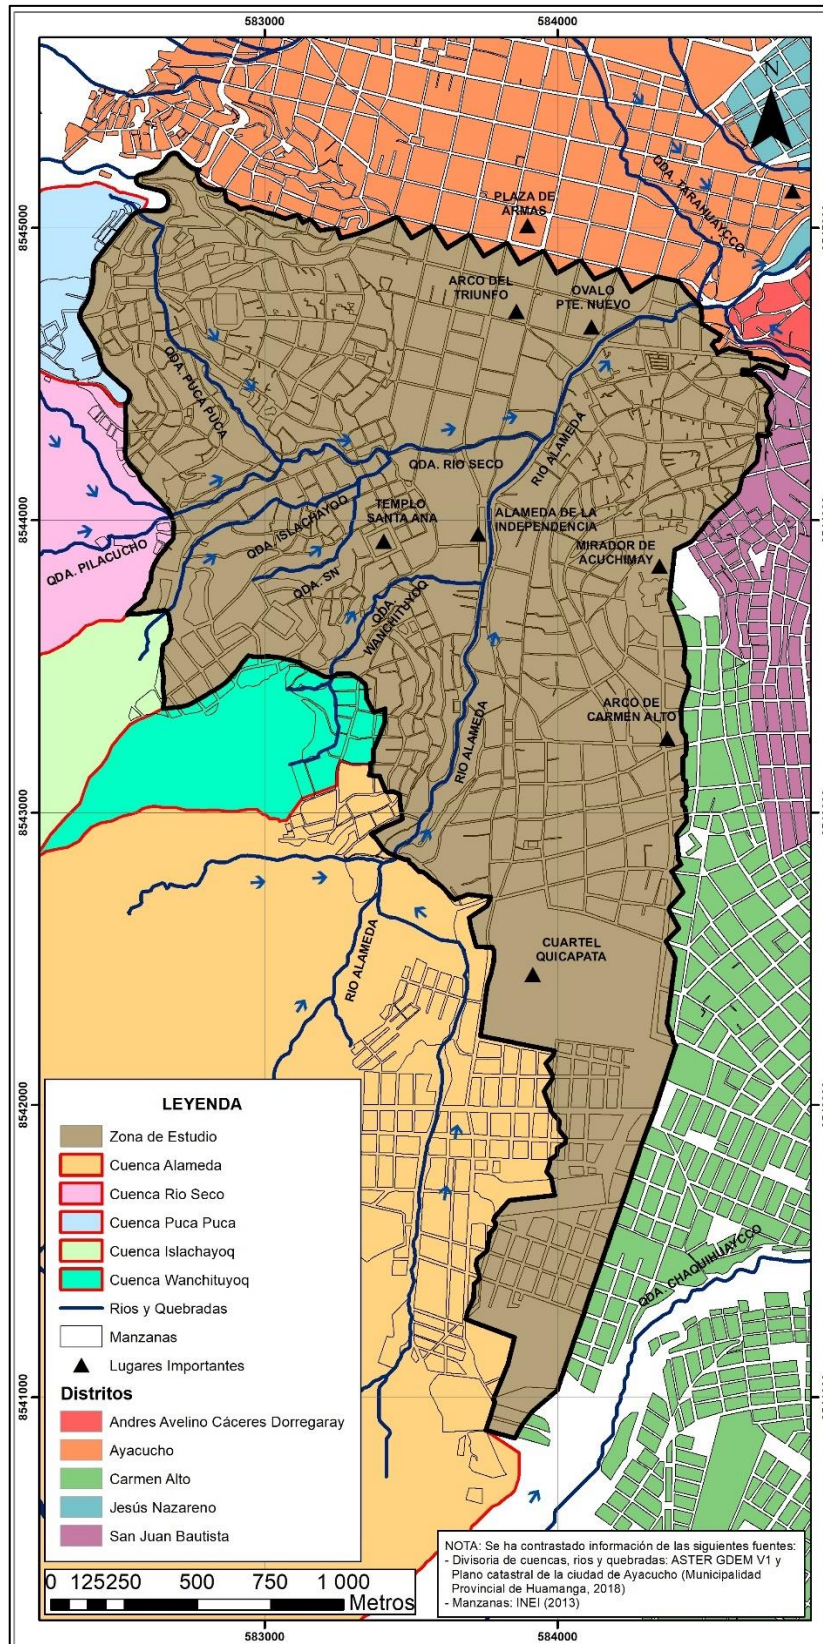 583000
584000
N
QDA. TARAHUAYCCO
PLAZA DE
ARMAS
8545000
ARCO DEL
TRIUNFO
OVALO
PTE. NUEVO
QDA. PUCA PUCA
QDA. RIO SECO
RIO ALAMEDA
8544000
QDA. ISLACHAYOQ
TEMPLO
SANTA ANA
ALAMEDA DE LA
INDEPENDENCIA
QDA. PILACUCHO
QDA. SN
QDA.
WANCHITUYOQ
MIRADOR DE
ACUCHIMAY
ARCO DE
CARMEN ALTO
RIO ALAMEDA
8543000
RIO ALAMEDA
CUARTEL
QUICAPATA
8542000
QDA. CHAQUIHUAYCCO
8541000
LEYENDA
Zona de Estudio
Cuenca Alameda
Cuenca Rio Seco
Cuenca Puca Puca
Cuenca Islachayoq
Cuenca Wanchituyoq
Rios y Quebradas
Manzanas
Lugares Importantes
Distritos
Andres Avelino Cáceres Dorregaray
Ayacucho
Carmen Alto
Jesús Nazareno
San Juan Bautista
0 125 250 500 750 1 000
Metros
NOTA: Se ha contrastado información de las siguientes fuentes:
- Divisoria de cuencas, rios y quebradas: ASTER GDEM V1 y
Plano catastral de la ciudad de Ayacucho (Municipalidad
Provincial de Huamanga, 2018)
- Manzanas: INEI (2013)
583000
584000